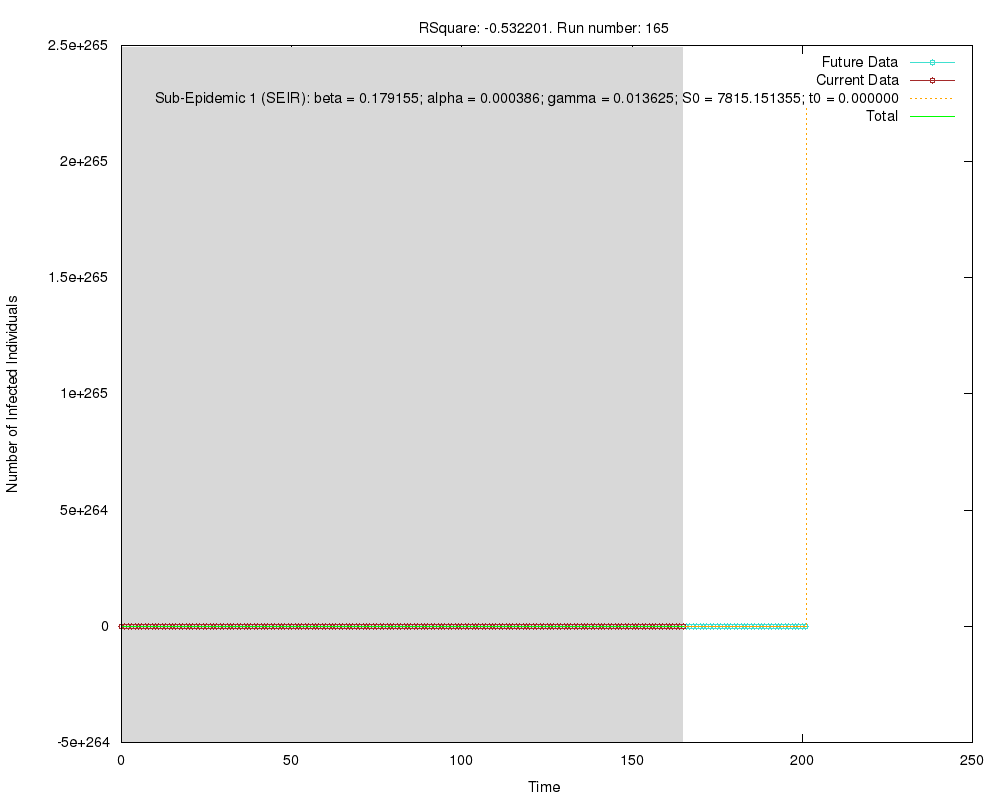 RSquare: -0.532201. Run number: 165
2.5e+265
Future Data
Current Data
Sub-Epidemic 1 (SEIR): beta = 0.179155; alpha = 0.000386; gamma = 0.013625; S0 = 7815.151355; t0 = 0.000000
Total
2e+265
1.5e+265
1e+265
5e+264
0
-5e+264
Number of Infected Individuals
0 50 100 150 200 250
Time